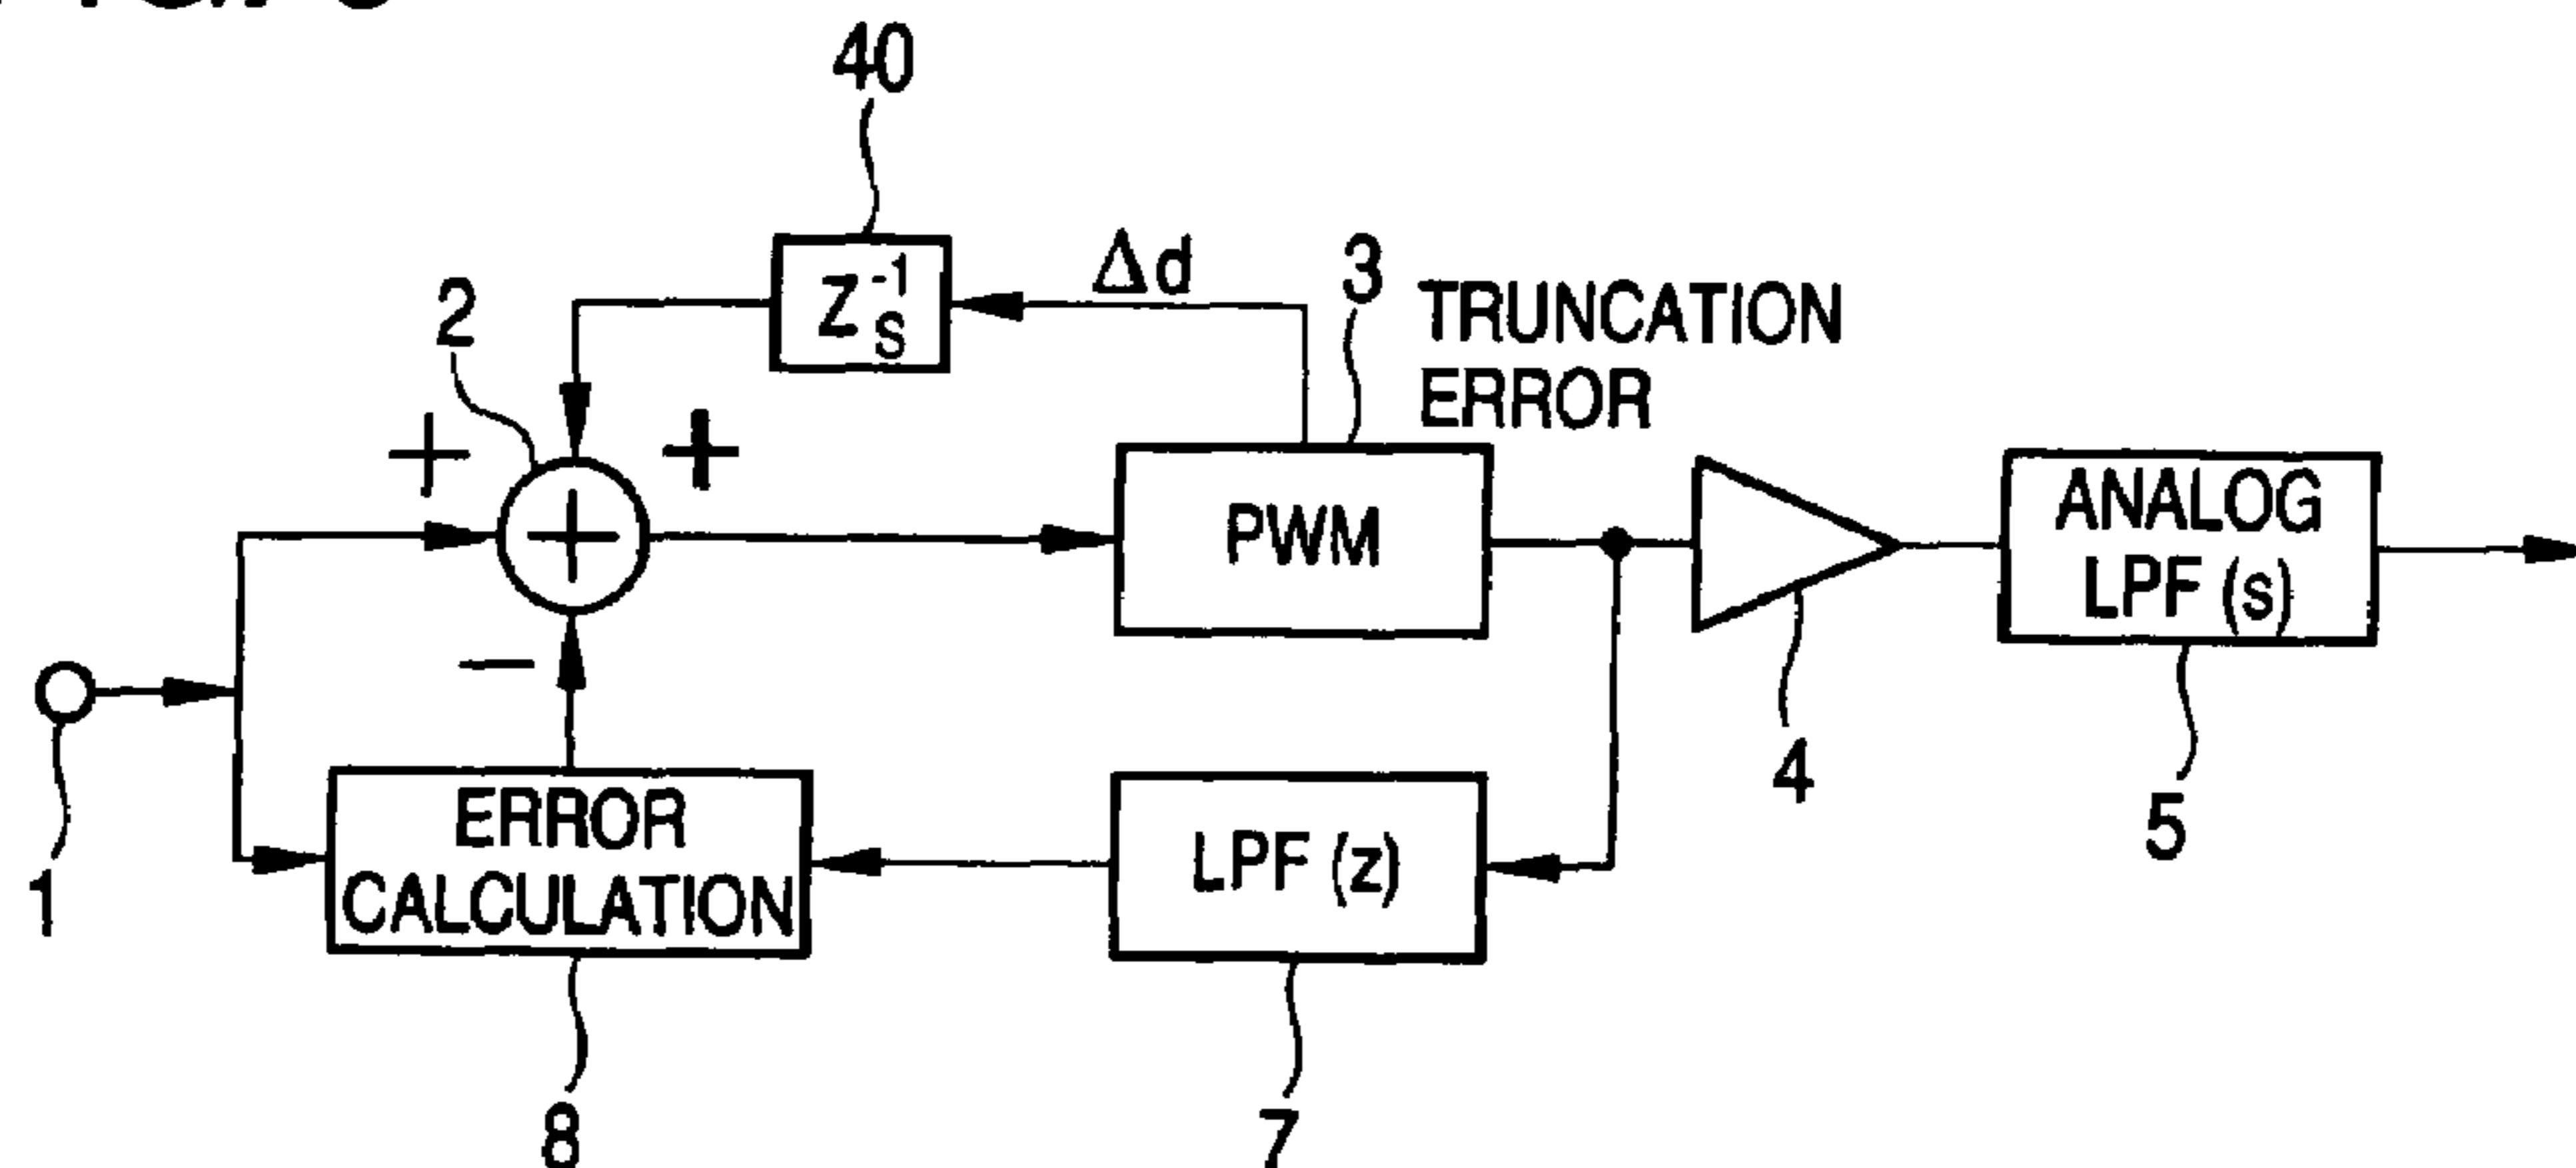 40
Δd
Z_S^-1
2
3
TRUNCATION
ERROR
+
+
+
PWM
ANALOG
LPF (s)
−
4
5
1
ERROR
CALCULATION
LPF (z)
8
7